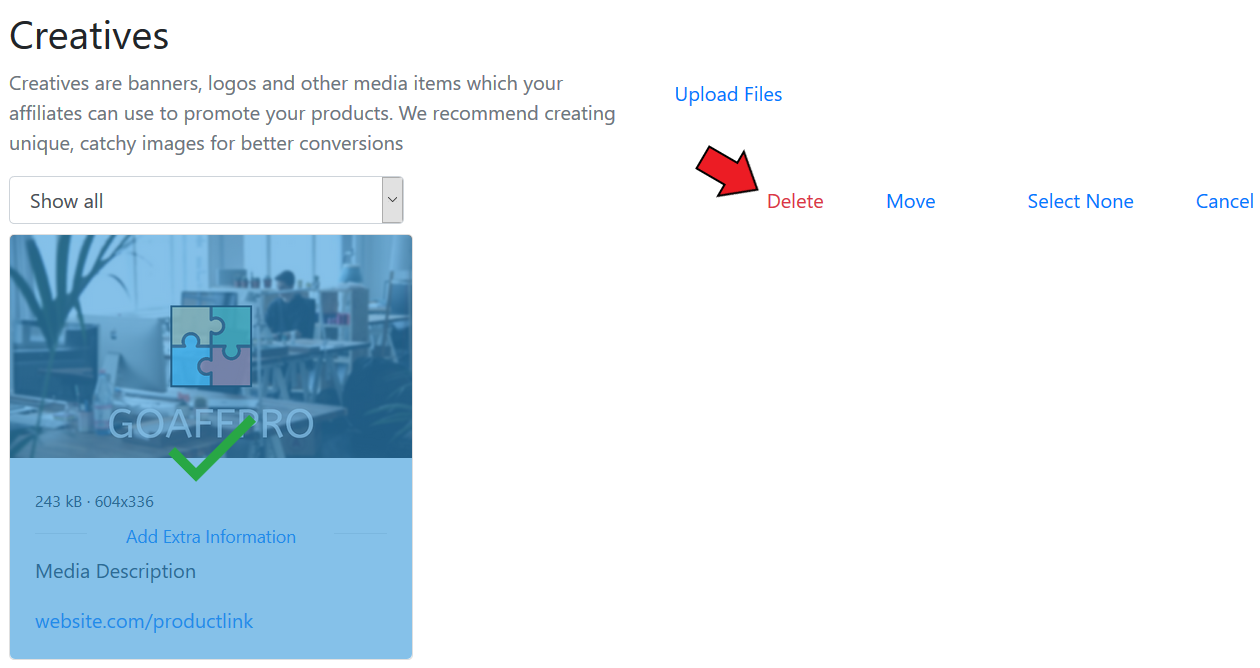 Creatives
Creatives are banners, logos and other media items which your
affiliates can use to promote your products. We recommend creating
unique, catchy images for better conversions
Upload Files
Show all
Delete Move Select None Cancel
GOAFFPRO
243 kB · 604x336
Add Extra Information
Media Description
website.com/productlink